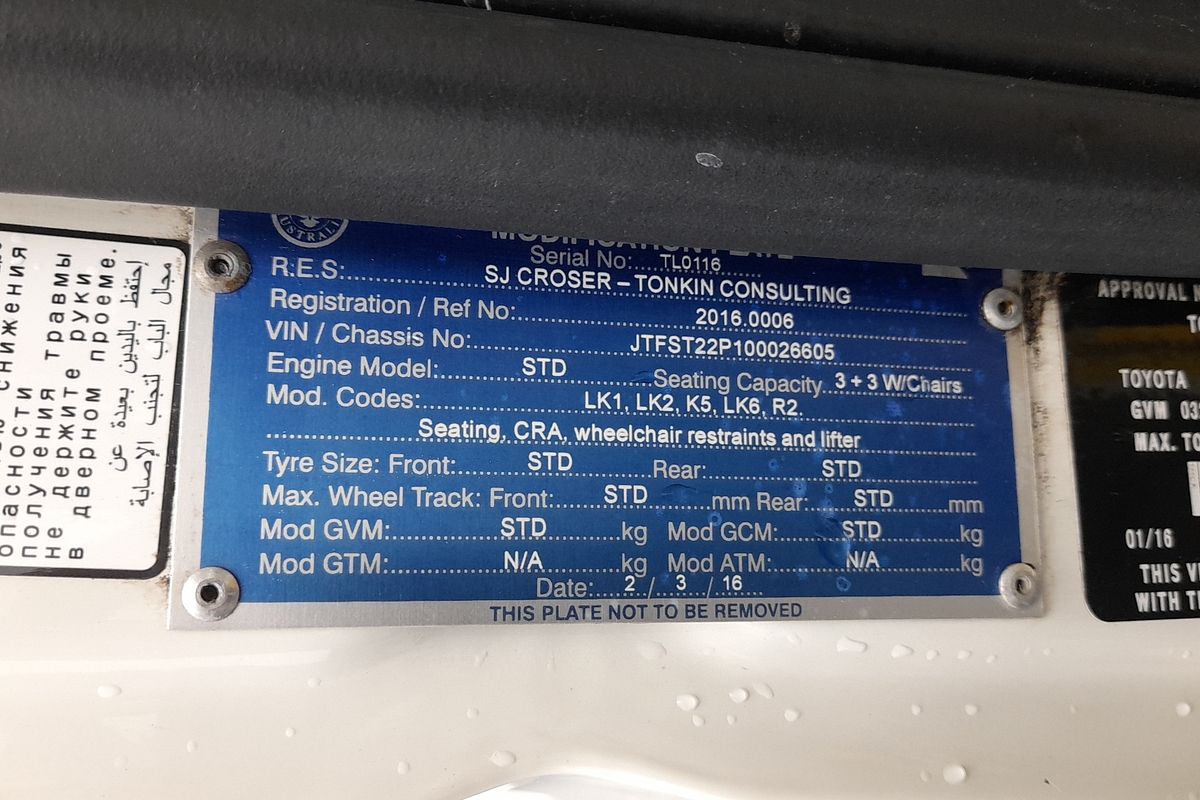 снижения
опасности
получения травмы
не держите руки
в дверном проеме.
إحتفظ باليدين بعيدة عن
مجال الباب لتجنب الإصابة
MODIFICATION PLATE
Serial No: TL0116
R.E.S: SJ CROSER – TONKIN CONSULTING
Registration / Ref No: 2016.0006
VIN / Chassis No: JTFST22P100026605
Engine Model: STD Seating Capacity 3 + 3 W/Chairs
Mod. Codes: LK1, LK2, K5, LK6, R2.
Seating, CRA, wheelchair restraints and lifter
Tyre Size: Front: STD Rear: STD
Max. Wheel Track: Front: STD mm Rear: STD mm
Mod GVM: STD kg Mod GCM: STD kg
Mod GTM: N/A kg Mod ATM: N/A kg
Date: 2 / 3 / 16
THIS PLATE NOT TO BE REMOVED
APPROVAL
TOYOTA
GVM
MAX.
01/16
THIS
WITH